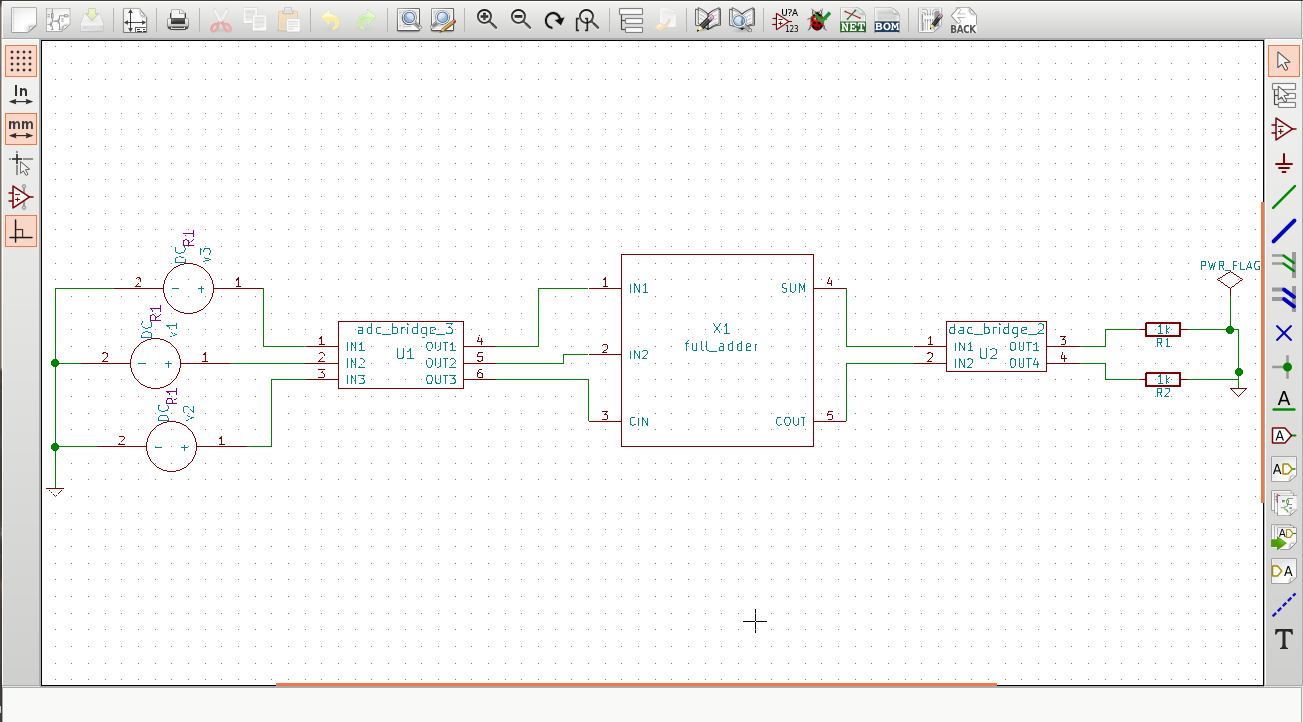 U?A
123
NET
BOM
BACK
In
mm
DC
R1
v3
2
1
DC
R1
v1
2
1
DC
R1
v2
2
1
adc_bridge_3
U1
1 IN1 OUT1 4
2 IN2 OUT2 5
3 IN3 OUT3 6
X1
full_adder
1 IN1 SUM 4
2 IN2
3 CIN COUT 5
dac_bridge_2
U2
1 IN1 OUT1 3
2 IN2 OUT4 4
1k
R1
1k
R2
PWR_FLAG
A
A
AD
AD
DA
T